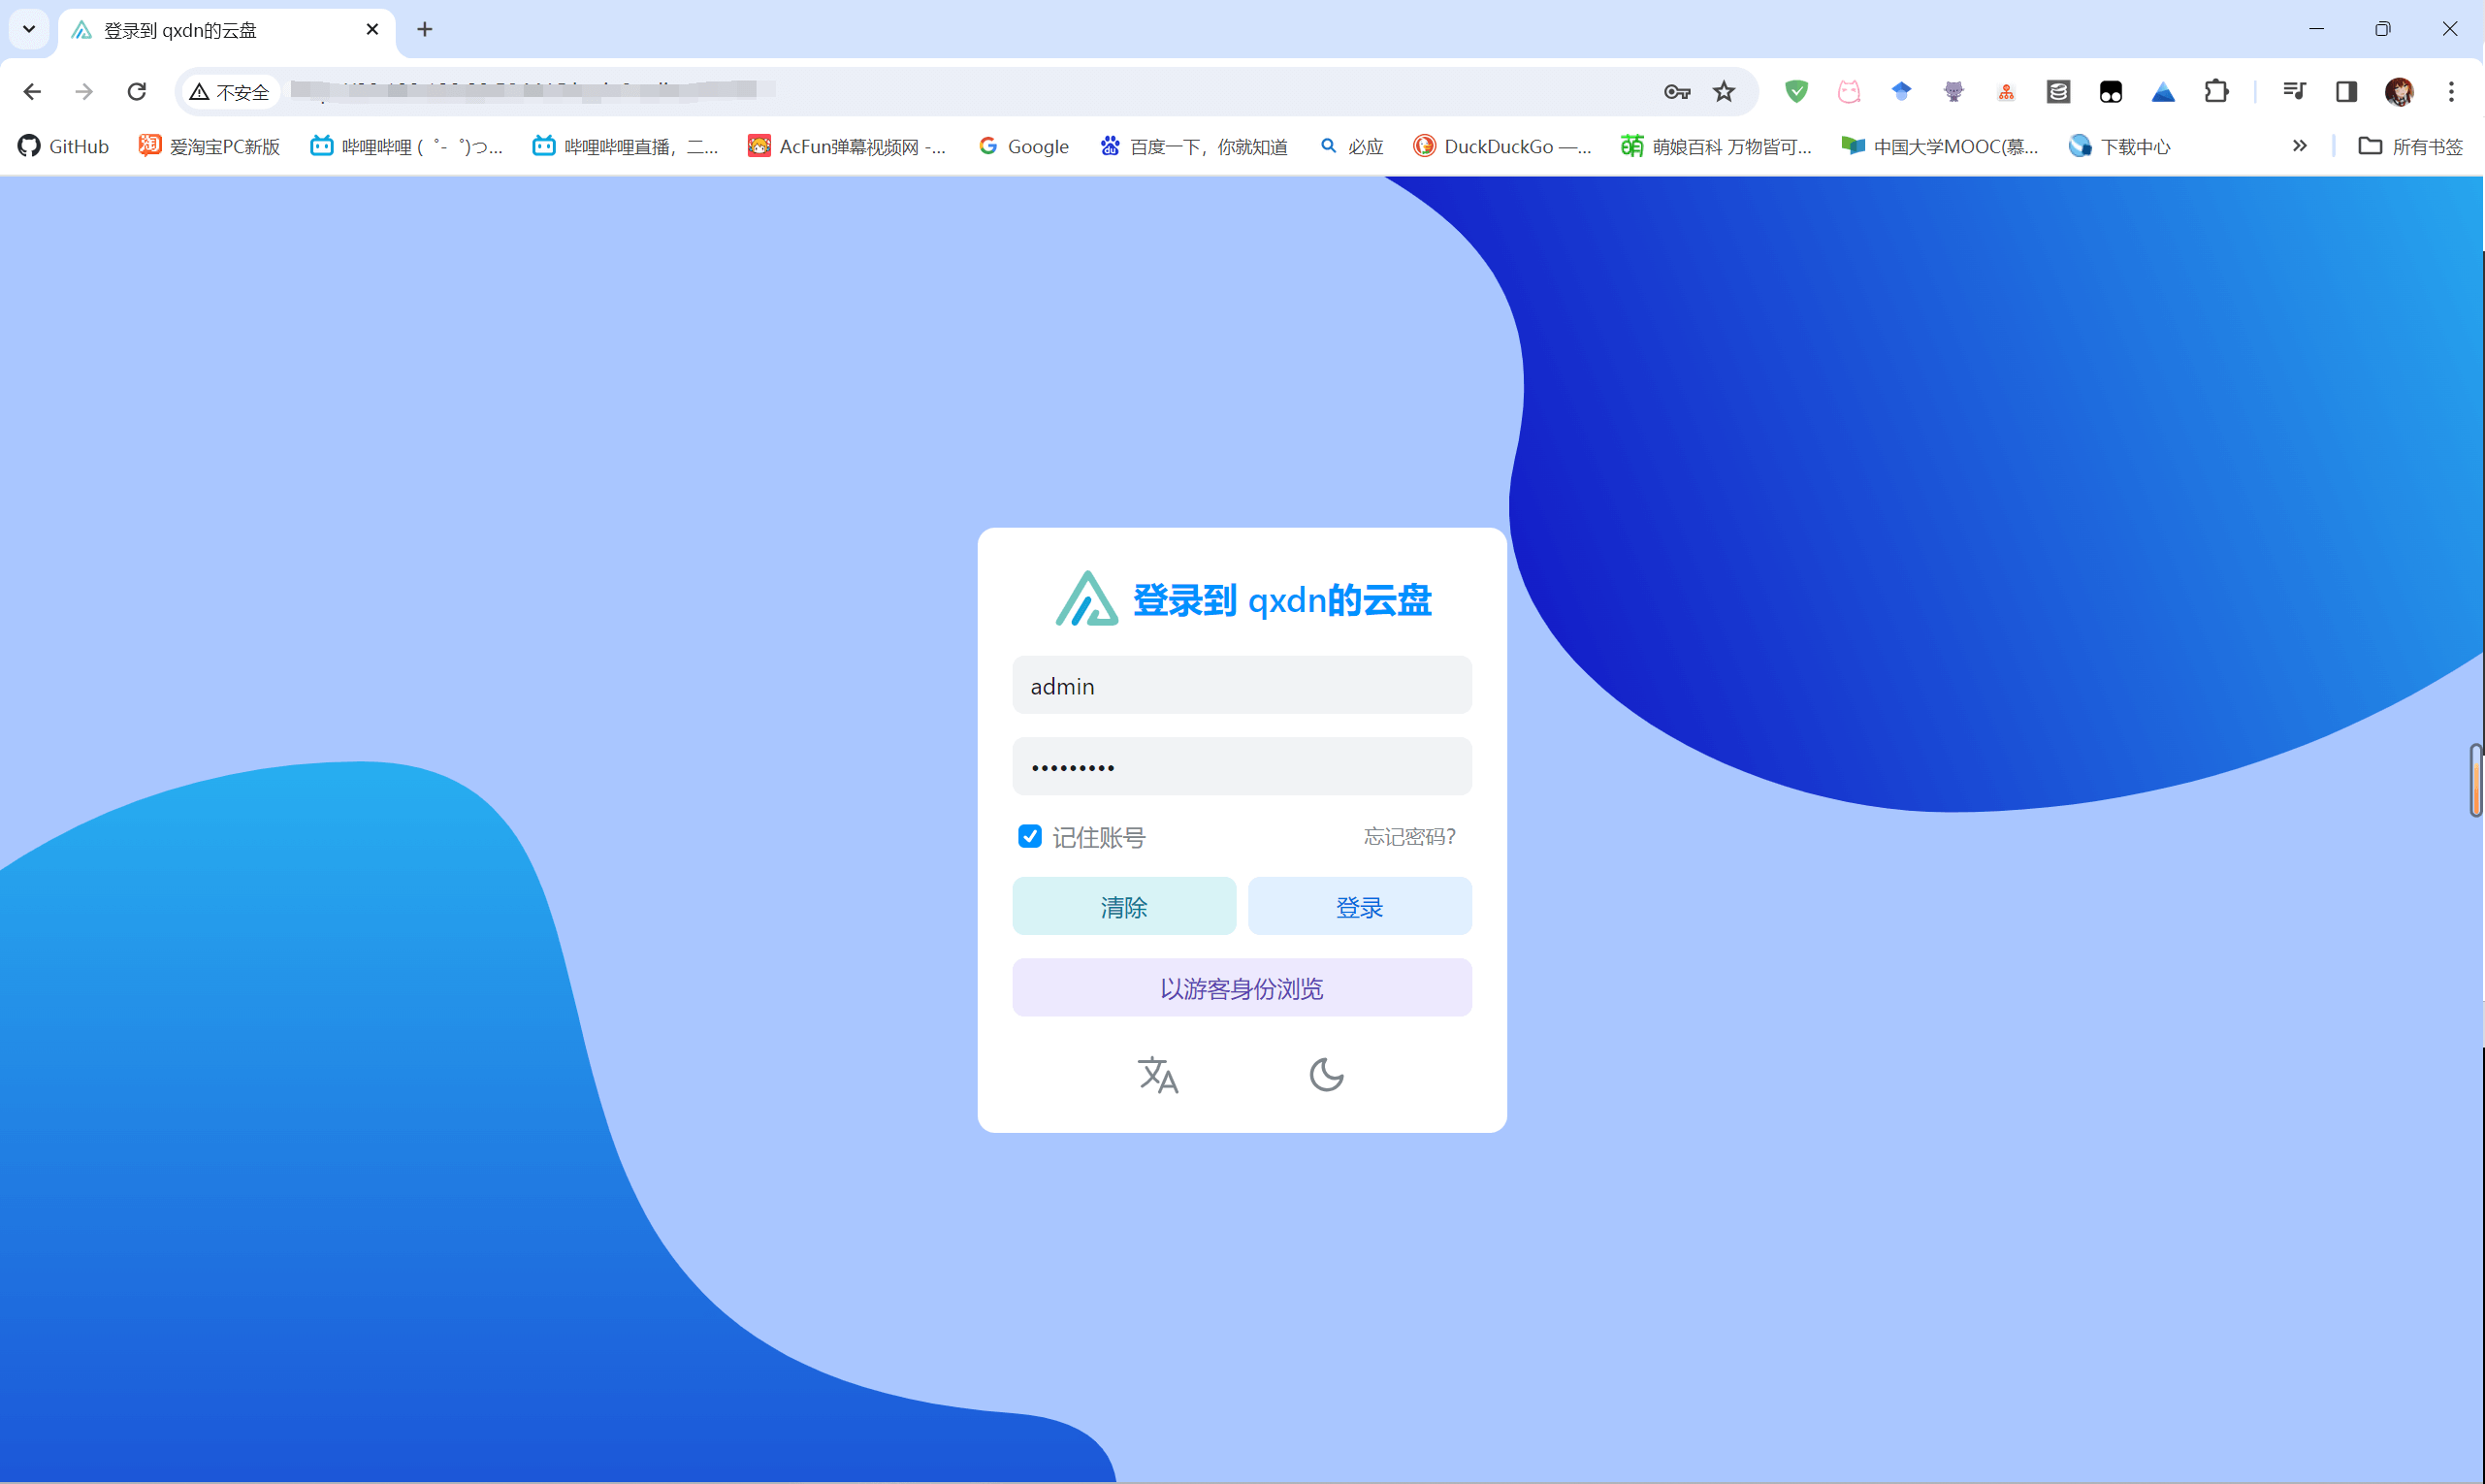 登录到 qxdn的云盘
不安全
GitHub 爱淘宝PC新版 哔哩哔哩 (゜-゜)つ... 哔哩哔哩直播，二... AcFun弹幕视频网 -... Google 百度一下，你就知道 必应 DuckDuckGo —... 萌娘百科 万物皆可... 中国大学MOOC(慕... 下载中心 所有书签
登录到 qxdn的云盘
admin
•••••••••
记住账号 忘记密码?
清除 登录
以游客身份浏览